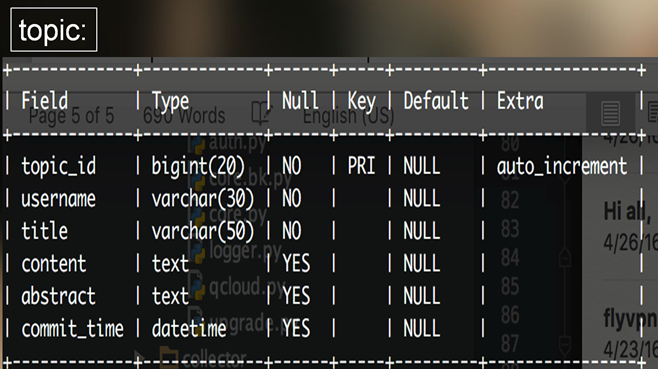 topic:
+------------+-------------+------+-----+---------+----------------+
| Field | Type | Null | Key | Default | Extra |
Page 5 of 5 690 Words English (US)
+------------+-------------+------+-----+---------+----------------+
auth.py 80 4/26/16
| topic_id | bigint(20) | NO | PRI | NULL | auto_increment |
core.bk.py 81
| username | varchar(30) | NO | | NULL | |
core.py 82 Hi all,
| title | varchar(50) | NO | | NULL | |
logger.py 83 4/26/16
| content | text | YES | | NULL | |
qcloud.py 84
| abstract | text | YES | | NULL | |
85
upgrade.py 86 flyvpn
| commit_time | datetime | YES | | NULL | |
collector 87 4/23/16
+------------+-------------+------+-----+---------+----------------+